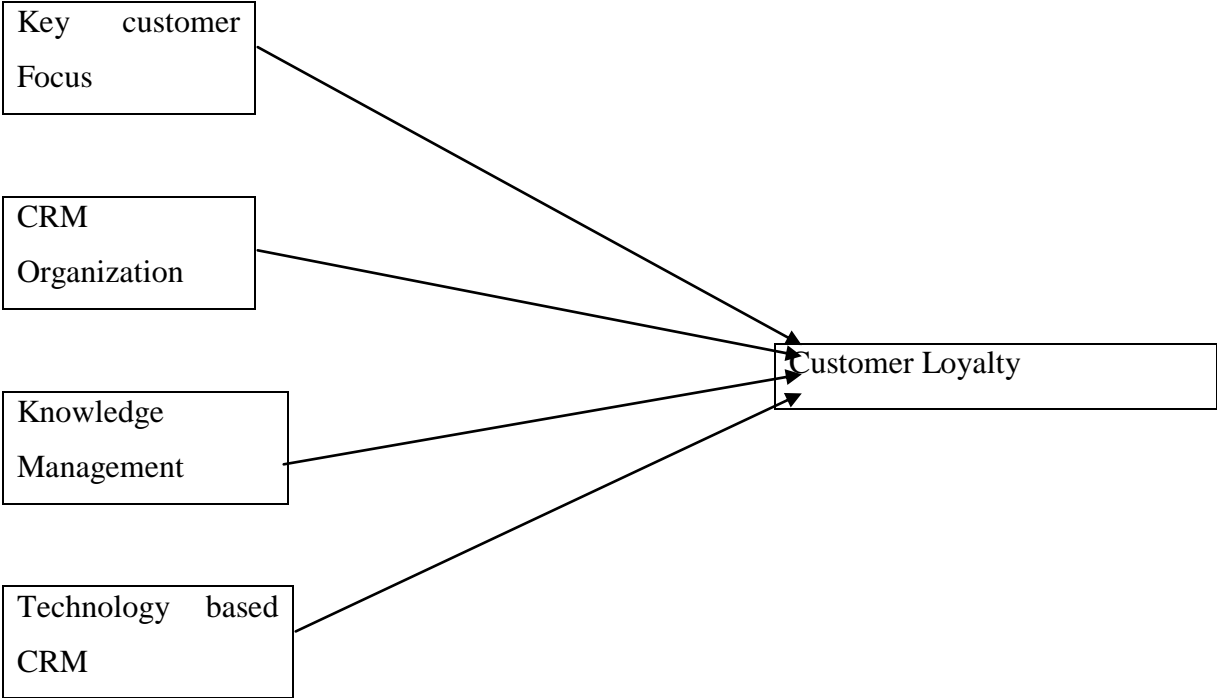 Key customer
Focus
CRM
Organization
Customer Loyalty
Knowledge
Management
Technology based
CRM